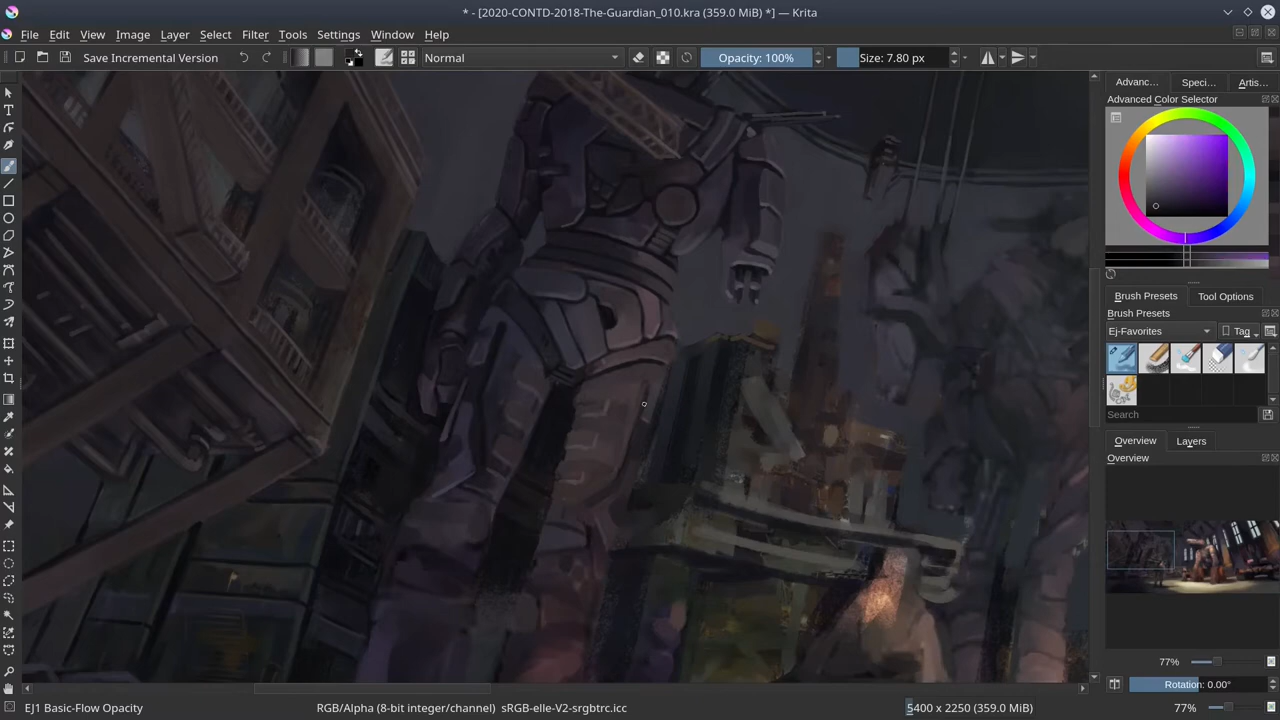 * - [2020-CONTD-2018-The-Guardian_010.kra (359.0 MiB) *] — Krita
File Edit View Image Layer Select Filter Tools Settings Window Help
Save Incremental Version Normal Opacity: 100% Size: 7.80 px
Advanc... Speci... Artis...
Advanced Color Selector
Brush Presets Tool Options
Brush Presets
Ej-Favorites Tag
Search
Overview Layers
Overview
77%
Rotation: 0.00°
EJ1 Basic-Flow Opacity RGB/Alpha (8-bit integer/channel) sRGB-elle-V2-srgbtrc.icc 5400 x 2250 (359.0 MiB) 77%